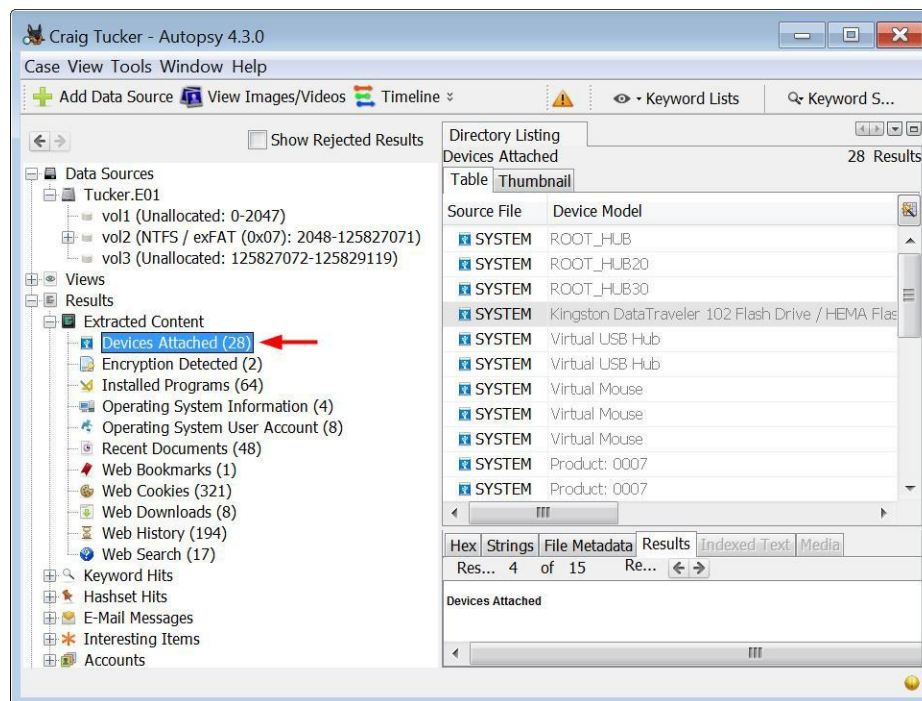 Craig Tucker - Autopsy 4.3.0
Case View Tools Window Help
Add Data Source View Images/Videos Timeline Keyword Lists Keyword S...
Show Rejected Results
Data Sources
Tucker.E01
vol1 (Unallocated: 0-2047)
vol2 (NTFS / exFAT (0x07): 2048-125827071)
vol3 (Unallocated: 125827072-125829119)
Views
Results
Extracted Content
Devices Attached (28)
Encryption Detected (2)
Installed Programs (64)
Operating System Information (4)
Operating System User Account (8)
Recent Documents (48)
Web Bookmarks (1)
Web Cookies (321)
Web Downloads (8)
Web History (194)
Web Search (17)
Keyword Hits
Hashset Hits
E-Mail Messages
Interesting Items
Accounts
Directory Listing
Devices Attached 28 Results
Table Thumbnail
Source File Device Model
SYSTEM ROOT_HUB
SYSTEM ROOT_HUB20
SYSTEM ROOT_HUB30
SYSTEM Kingston DataTraveler 102 Flash Drive / HEMA Flas
SYSTEM Virtual USB Hub
SYSTEM Virtual USB Hub
SYSTEM Virtual Mouse
SYSTEM Virtual Mouse
SYSTEM Virtual Mouse
SYSTEM Product: 0007
SYSTEM Product: 0007
Hex Strings File Metadata Results Indexed Text Media
Res... 4 of 15 Re...
Devices Attached